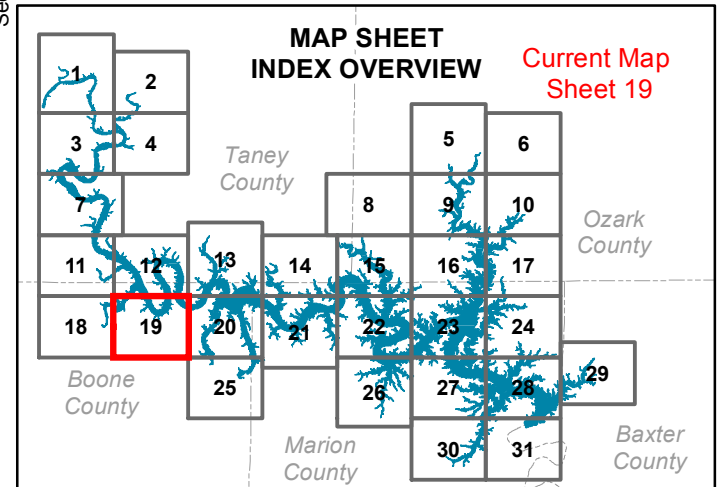 MAP SHEET
INDEX OVERVIEW
Current Map
Sheet 19
1
2
3
4
5
6
Taney
County
7
8
9
10
Ozark
County
11
12
13
14
15
16
17
18
19
20
21
22
23
24
Boone
County
25
26
27
28
29
Marion
County
30
31
Baxter
County